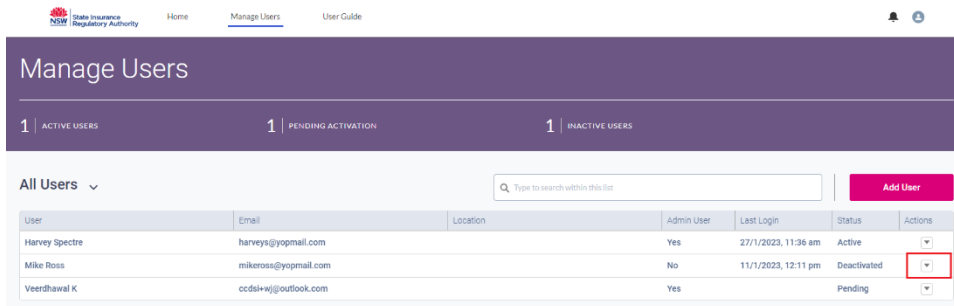 NSW State Insurance Regulatory Authority Home Manage Users User Guide
Manage Users
1 ACTIVE USERS 1 PENDING ACTIVATION 1 INACTIVE USERS
All Users Type to search within this list Add User
User Email Location Admin User Last Login Status Actions
Harvey Spectre harveys@yopmail.com Yes 27/1/2023, 11:36 am Active
Mike Ross mikeross@yopmail.com No 11/1/2023, 12:11 pm Deactivated
Veerdhawal K ccdsi+wj@outlook.com Yes Pending